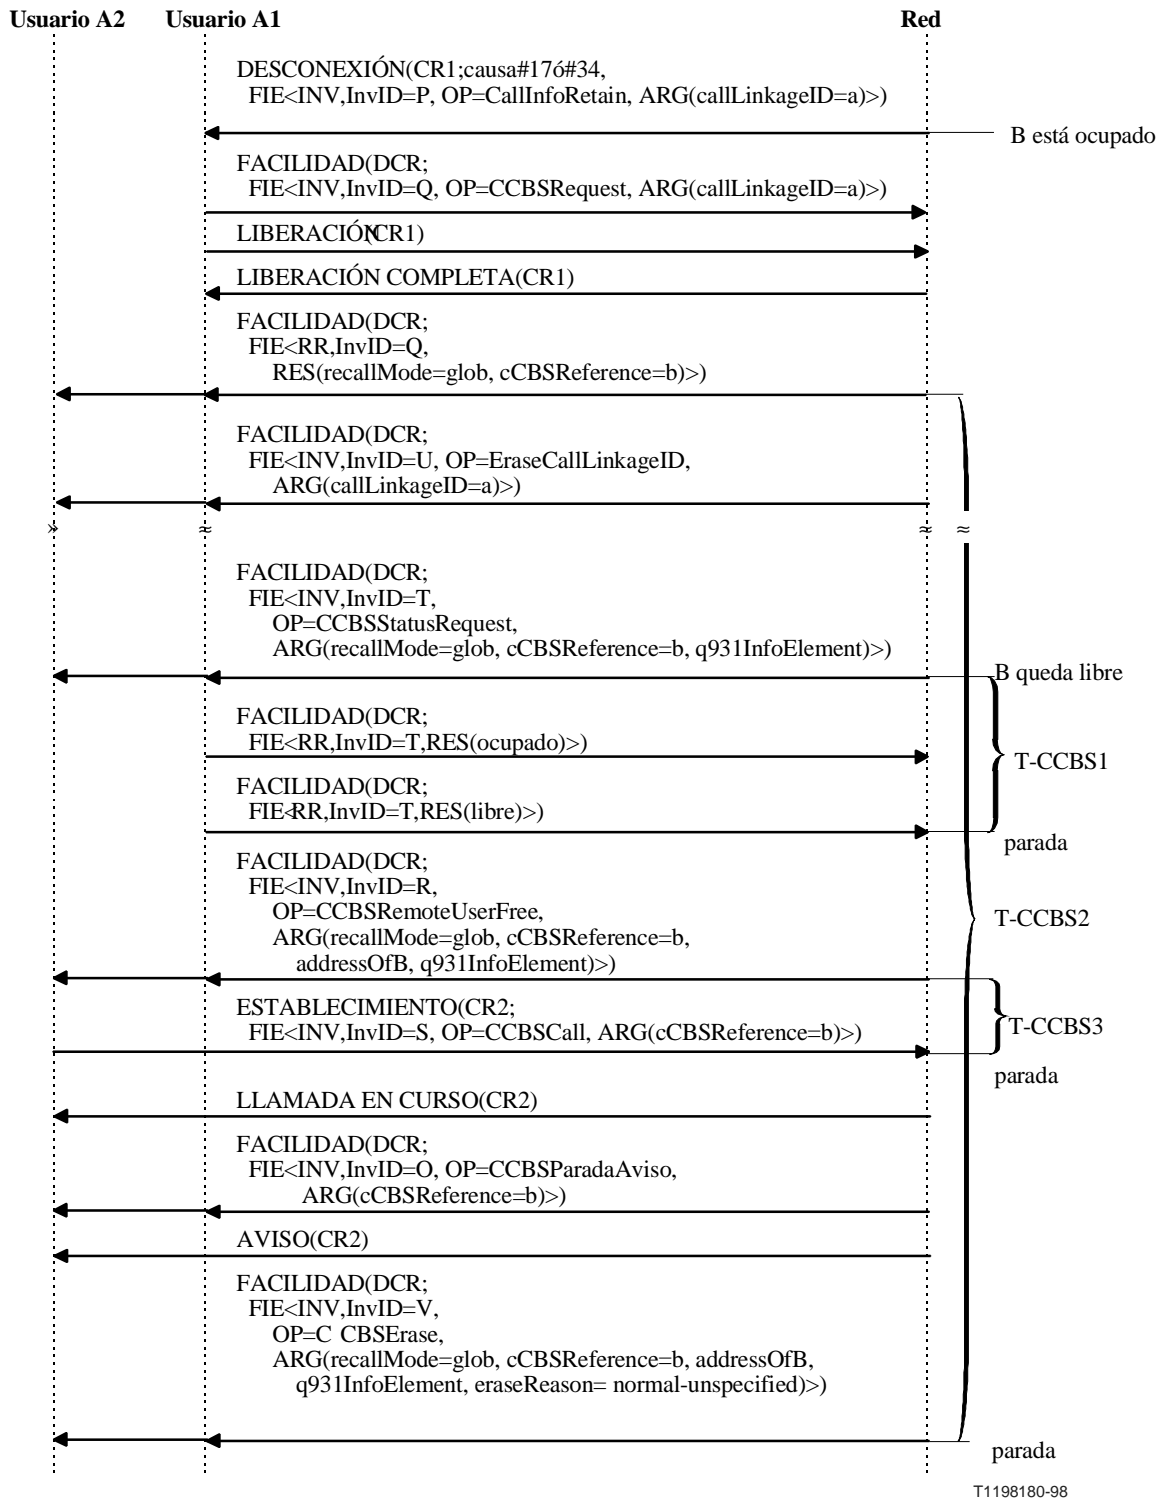 Usuario A2 Usuario A1 Red
DESCONEXIÓN(CR1;causa#17ó#34,
FIE<INV,InvID=P, OP=CallInfoRetain, ARG(callLinkageID=a)>)
B está ocupado
FACILIDAD(DCR;
FIE<INV,InvID=Q, OP=CCBSRequest, ARG(callLinkageID=a)>)
LIBERACIÓN(CR1)
LIBERACIÓN COMPLETA(CR1)
FACILIDAD(DCR;
FIE<RR,InvID=Q,
RES(recallMode=glob, cCBSReference=b)>)
FACILIDAD(DCR;
FIE<INV,InvID=U, OP=EraseCallLinkageID,
ARG(callLinkageID=a)>)
» ≈ ≈ ≈
FACILIDAD(DCR;
FIE<INV,InvID=T,
OP=CCBSStatusRequest,
ARG(recallMode=glob, cCBSReference=b, q931InfoElement)>)
B queda libre
FACILIDAD(DCR;
FIE<RR,InvID=T,RES(ocupado)>)
T-CCBS1
FACILIDAD(DCR;
FIE<RR,InvID=T,RES(libre)>)
parada
FACILIDAD(DCR;
FIE<INV,InvID=R,
OP=CCBSRemoteUserFree,
T-CCBS2
ARG(recallMode=glob, cCBSReference=b,
addressOfB, q931InfoElement)>)
ESTABLECIMIENTO(CR2;
FIE<INV,InvID=S, OP=CCBSCall, ARG(cCBSReference=b)>)
T-CCBS3
parada
LLAMADA EN CURSO(CR2)
FACILIDAD(DCR;
FIE<INV,InvID=O, OP=CCBSParadaAviso,
ARG(cCBSReference=b)>)
AVISO(CR2)
FACILIDAD(DCR;
FIE<INV,InvID=V,
OP=C CBSErase,
ARG(recallMode=glob, cCBSReference=b, addressOfB,
q931InfoElement, eraseReason= normal-unspecified)>)
parada
T1198180-98